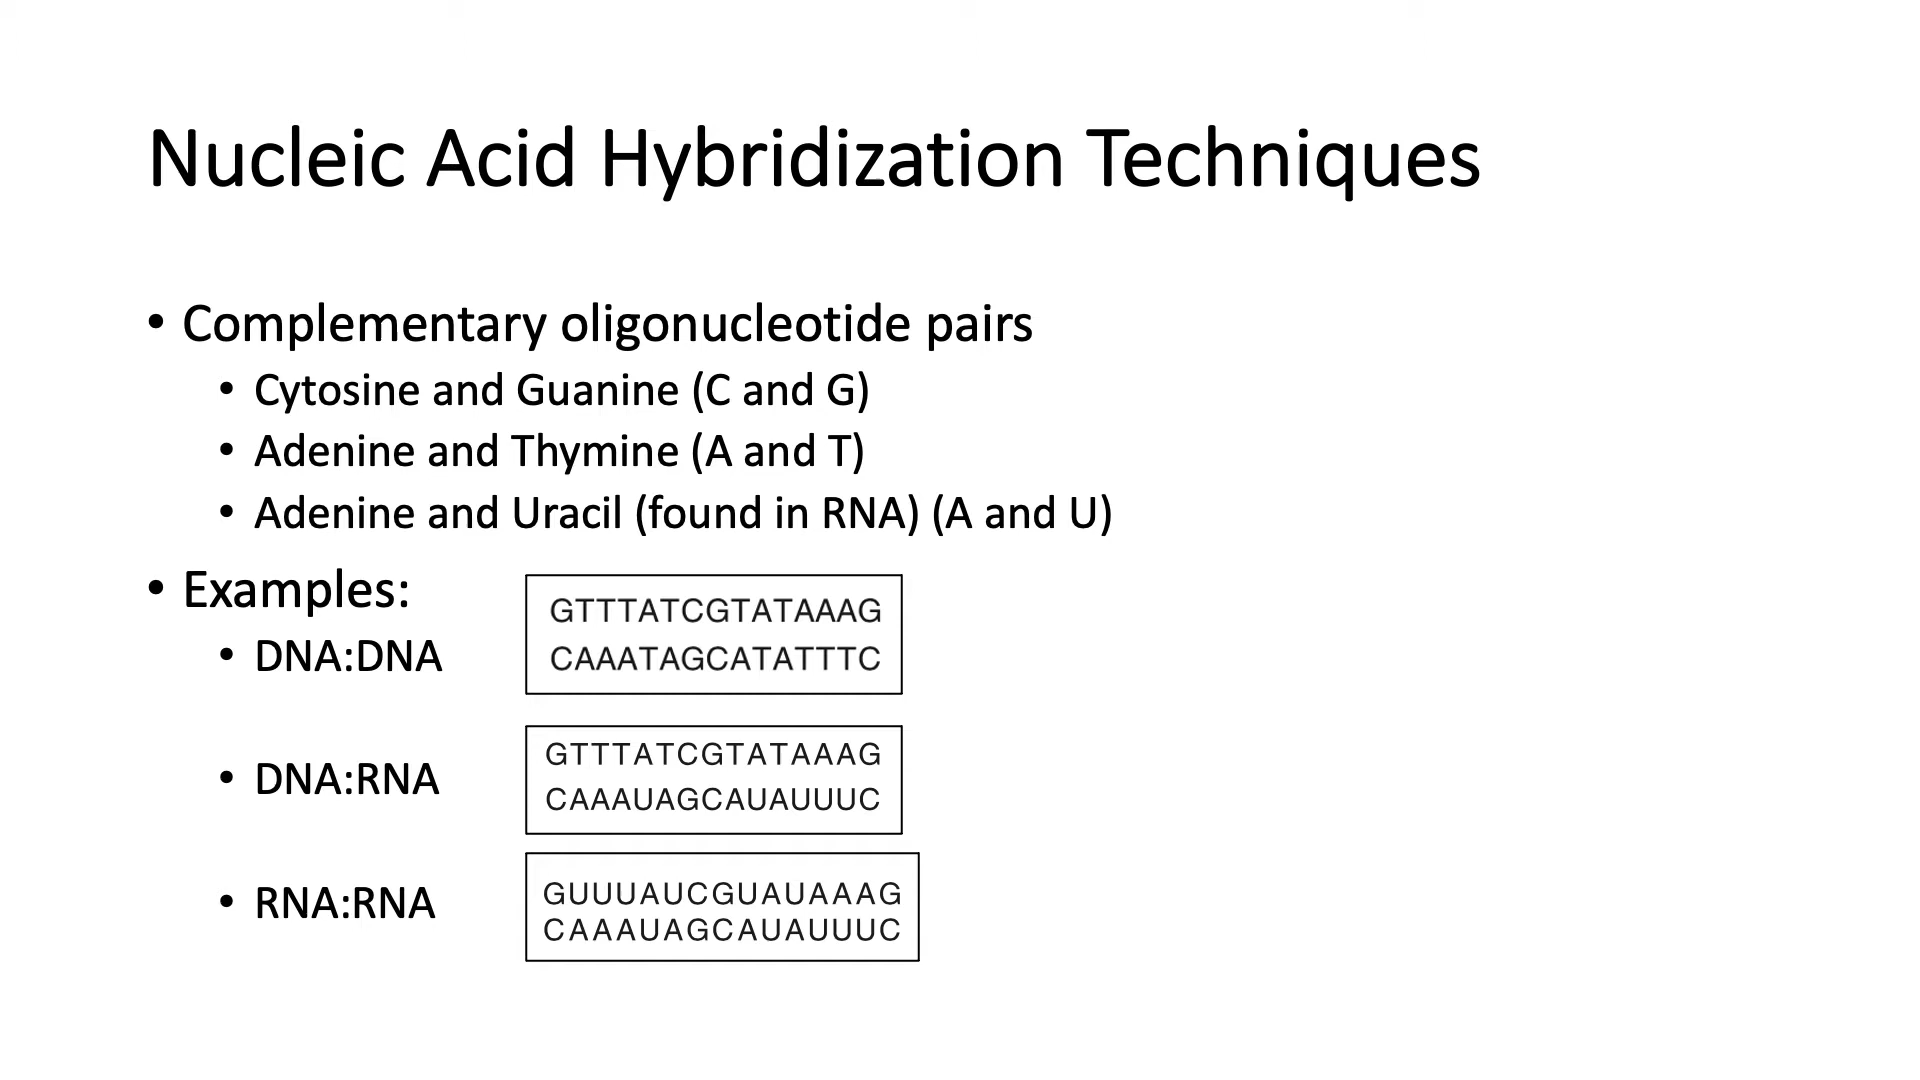 Nucleic Acid Hybridization Techniques
• Complementary oligonucleotide pairs
• Cytosine and Guanine (C and G)
• Adenine and Thymine (A and T)
• Adenine and Uracil (found in RNA) (A and U)
• Examples:
• DNA:DNA
GTTTATCGTATAAAG
CAAATAGCATATTTC
• DNA:RNA
GTTTATCGTATAAAG
CAAAUAGCAUAUUUC
• RNA:RNA
GUUUAUCGUAUAAAG
CAAAUAGCAUAUUUC